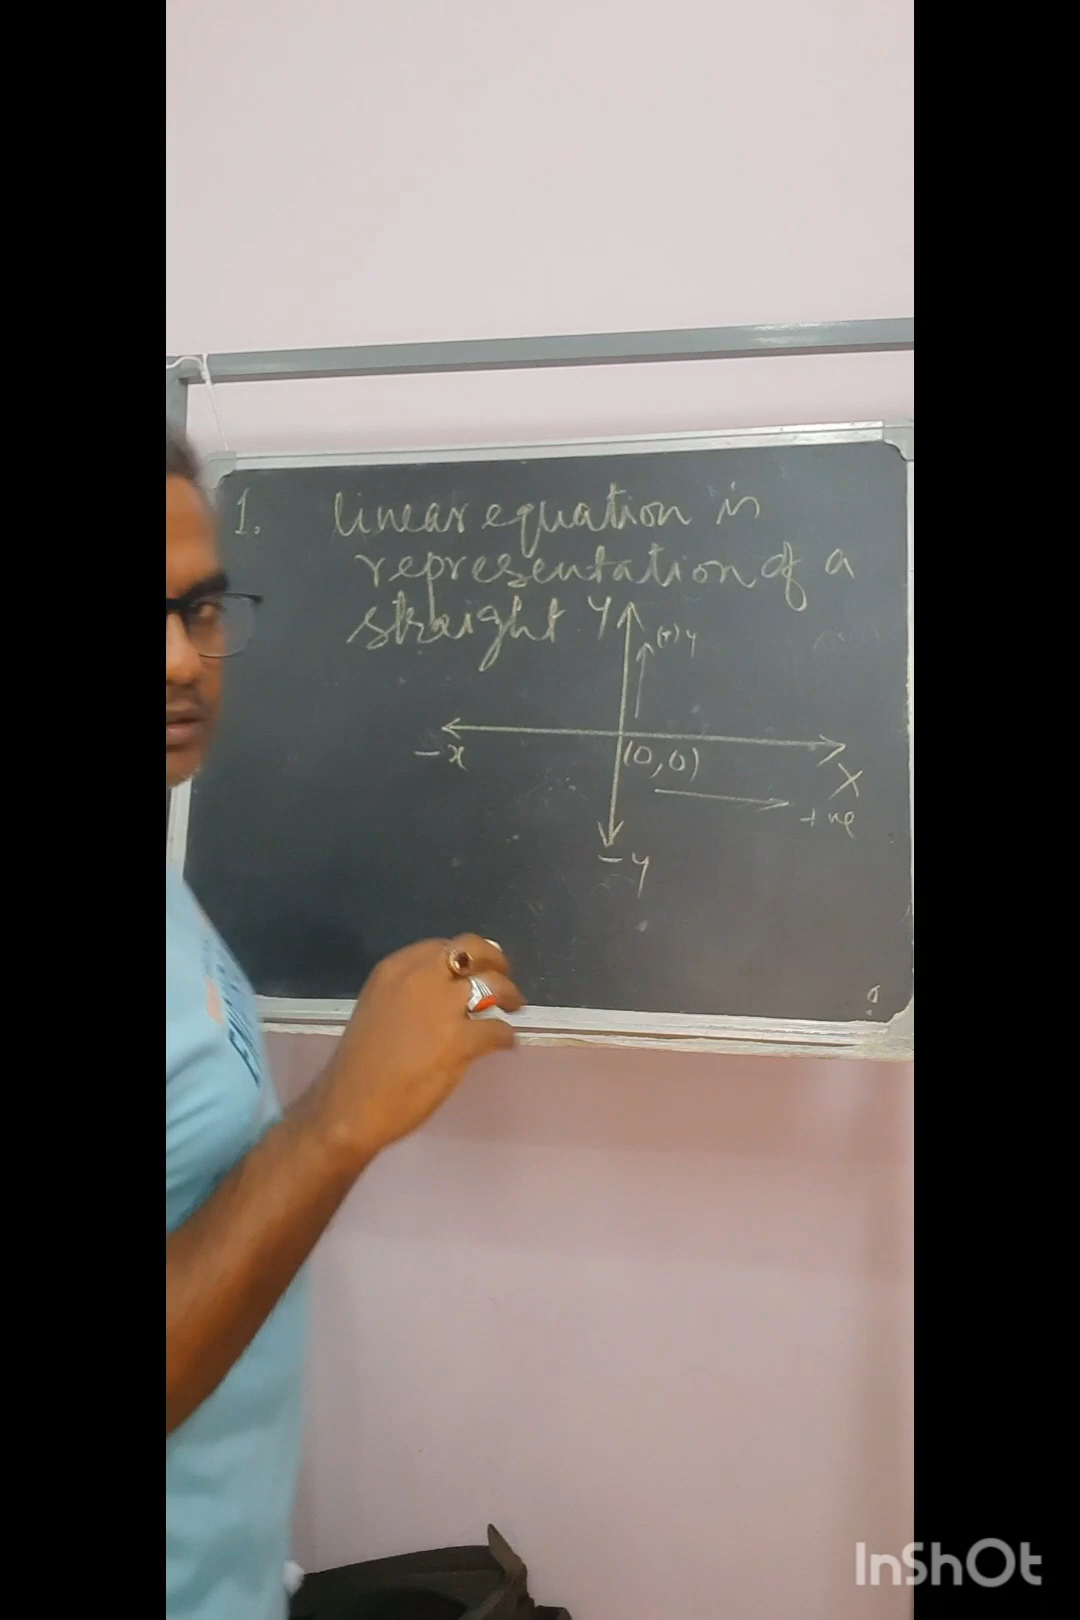 1. linear equation is
representation of a
straight Y
(+) y
-x
(0,0)
X
+ve
-y
InShOt